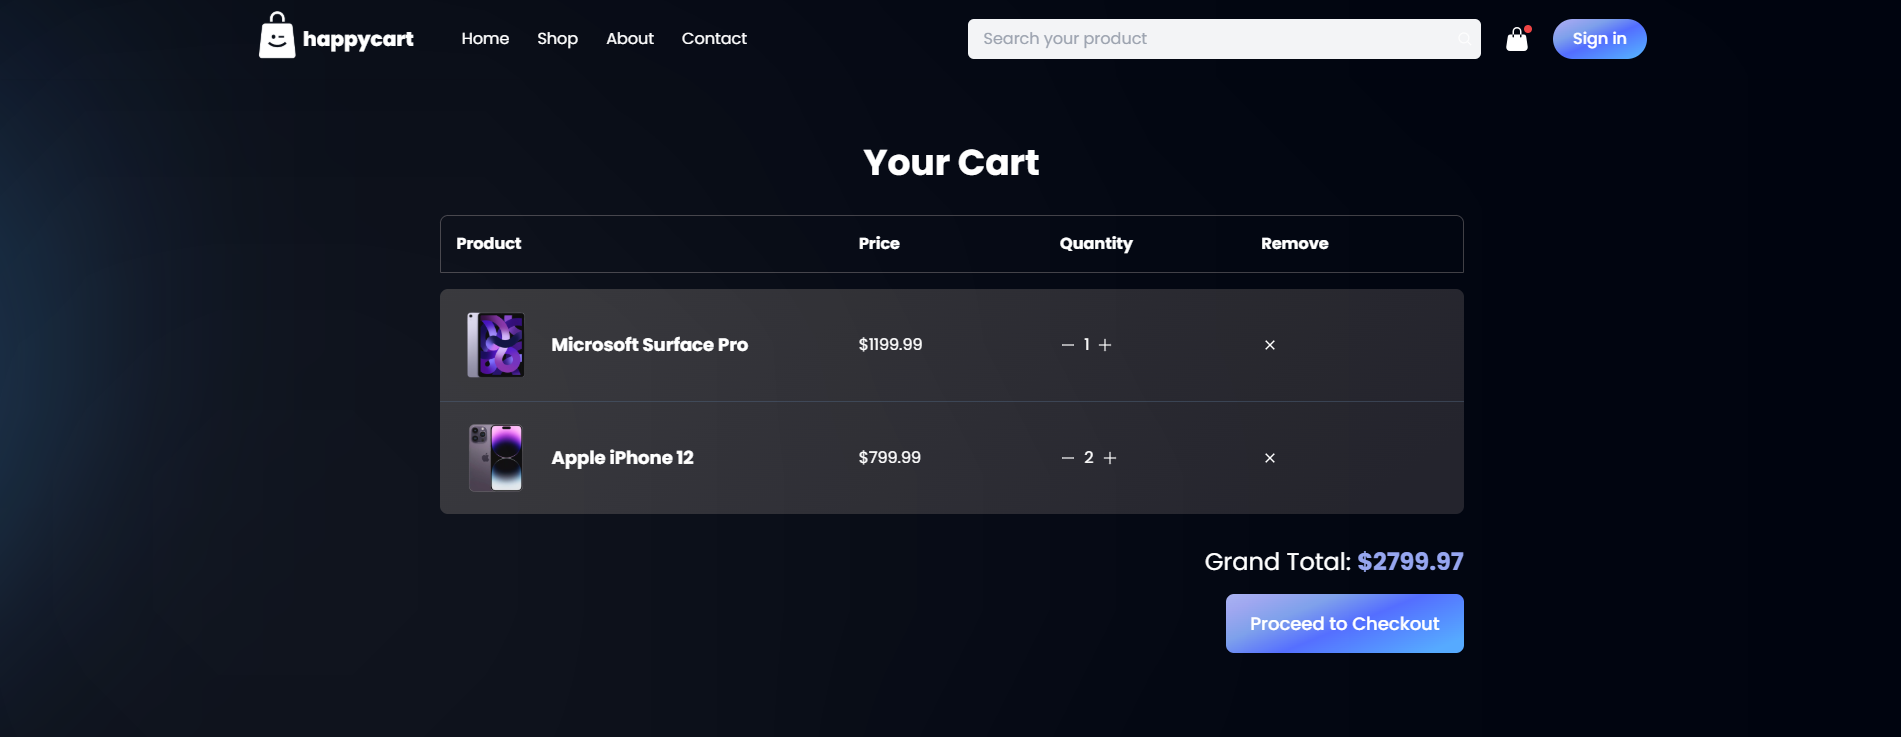 happycart Home Shop About Contact Search your product Sign in
Your Cart
Product Price Quantity Remove
Microsoft Surface Pro $1199.99 1
Apple iPhone 12 $799.99 2
Grand Total: $2799.97
Proceed to Checkout